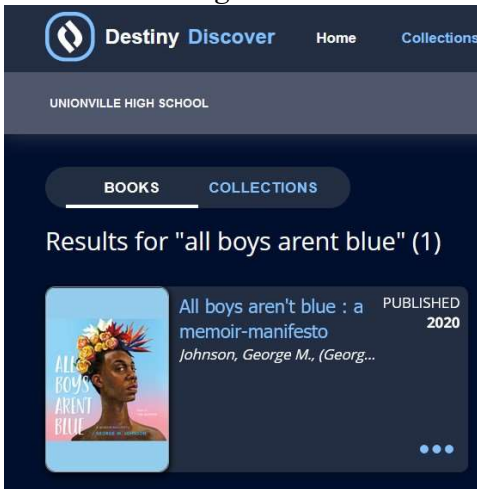 Destiny Discover Home Collections
UNIONVILLE HIGH SCHOOL
BOOKS COLLECTIONS
Results for "all boys arent blue" (1)
All boys aren't blue : a
memoir-manifesto
Johnson, George M., (Georg...
PUBLISHED
2020
ALL
BOYS
ARENT
BLUE
GEORGE M. JOHNSON